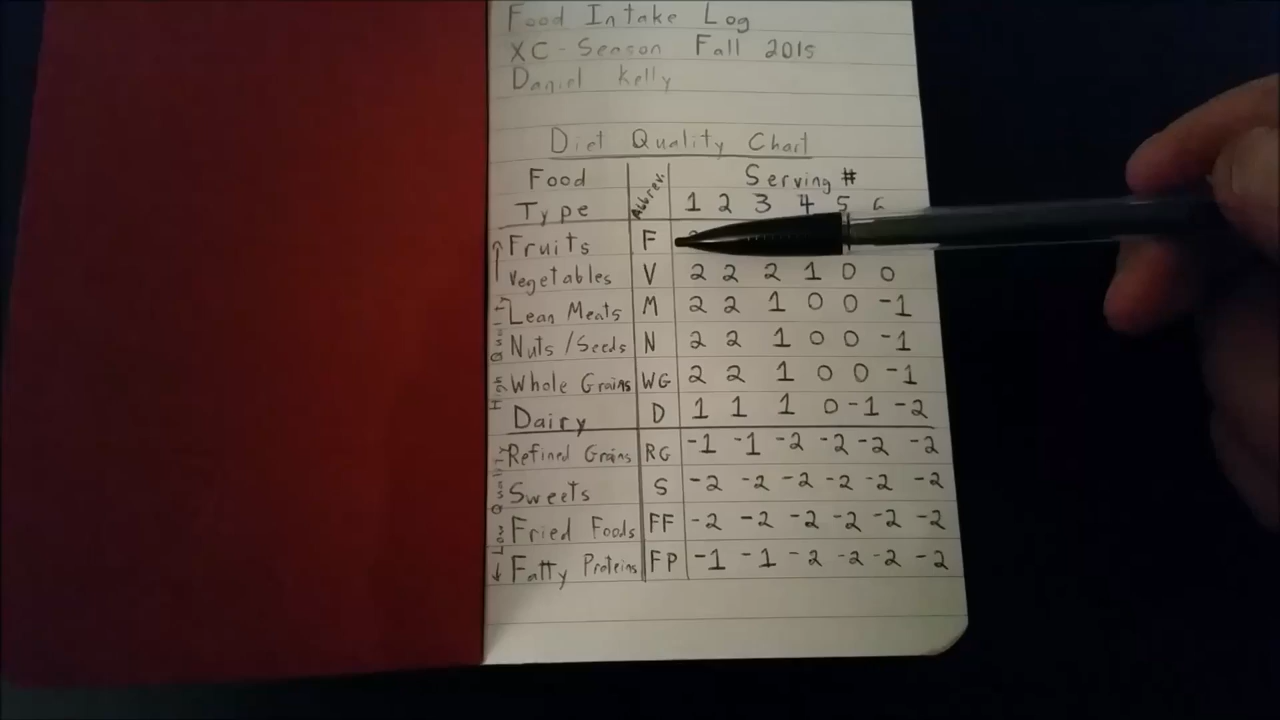 Food Intake Log
XC-Season Fall 2015
Daniel Kelly
Diet Quality Chart
Food Abbrev. Serving #
Type 1 2 3 4 5 6
Fruits F
Vegetables V 2 2 2 1 0 0
Lean Meats M 2 2 1 0 0 -1
Nuts/Seeds N 2 2 1 0 0 -1
Whole Grains WG 2 2 1 0 0 -1
Dairy D 1 1 1 0 -1 -2
Refined Grains RG -1 -1 -2 -2 -2 -2
Sweets S -2 -2 -2 -2 -2 -2
Fried Foods FF -2 -2 -2 -2 -2 -2
Fatty Proteins FP -1 -1 -2 -2 -2 -2
High Quality
Low Quality